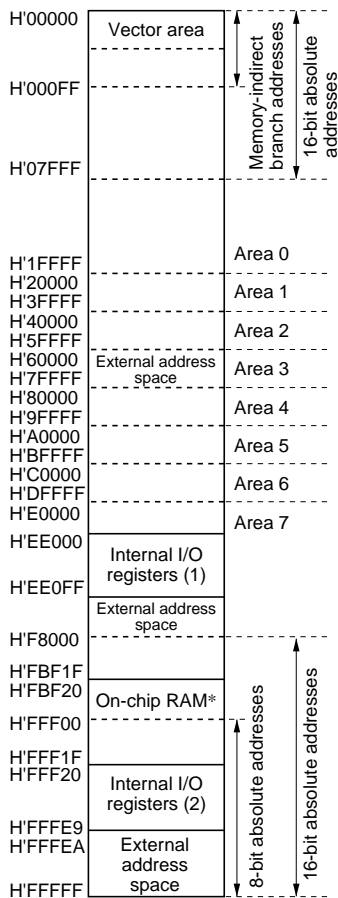 H'00000
Vector area
H'000FF
Memory-indirect
branch addresses
16-bit absolute
addresses
H'07FFF
H'1FFFF
Area 0
H'20000
Area 1
H'3FFFF
H'40000
Area 2
H'5FFFF
H'60000
External address
space
Area 3
H'7FFFF
H'80000
Area 4
H'9FFFF
H'A0000
Area 5
H'BFFFF
H'C0000
Area 6
H'DFFFF
H'E0000
Area 7
H'EE000
Internal I/O
registers (1)
H'EE0FF
External address
space
H'F8000
H'FBF1F
H'FBF20
On-chip RAM*
H'FFF00
H'FFF1F
H'FFF20
Internal I/O
registers (2)
H'FFFE9
H'FFFEA
External
address
space
H'FFFFF
8-bit absolute addresses
16-bit absolute addresses